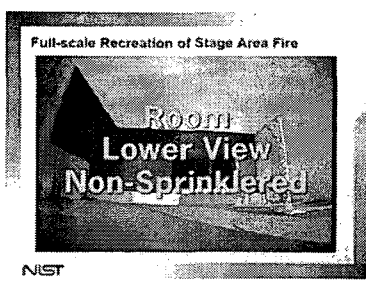 Full-scale Recreation of Stage Area Fire
Room
Lower View
Non-Sprinklered
NIST